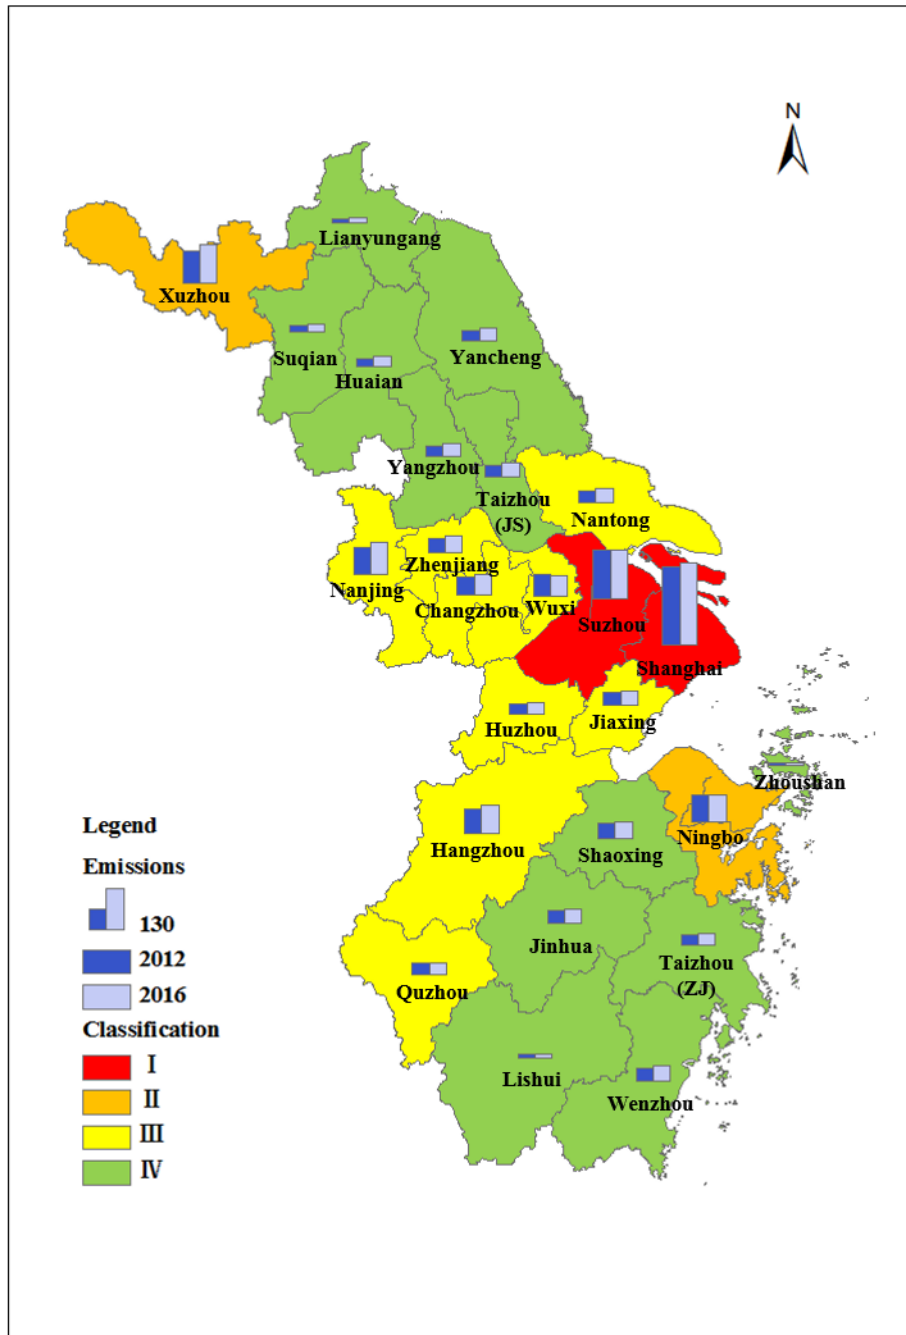 N
Lianyungang
Xuzhou
Yancheng
Suqian
Huaian
Yangzhou
Taizhou
(JS)
Nantong
Zhenjiang
Nanjing
Changzhou
Wuxi
Suzhou
Shanghai
Huzhou
Jiaxing
Zhoushan
Ningbo
Hangzhou
Shaoxing
Jinhua
Taizhou
(ZJ)
Quzhou
Lishui
Wenzhou
Legend
Emissions
130
2012
2016
Classification
I
II
III
IV